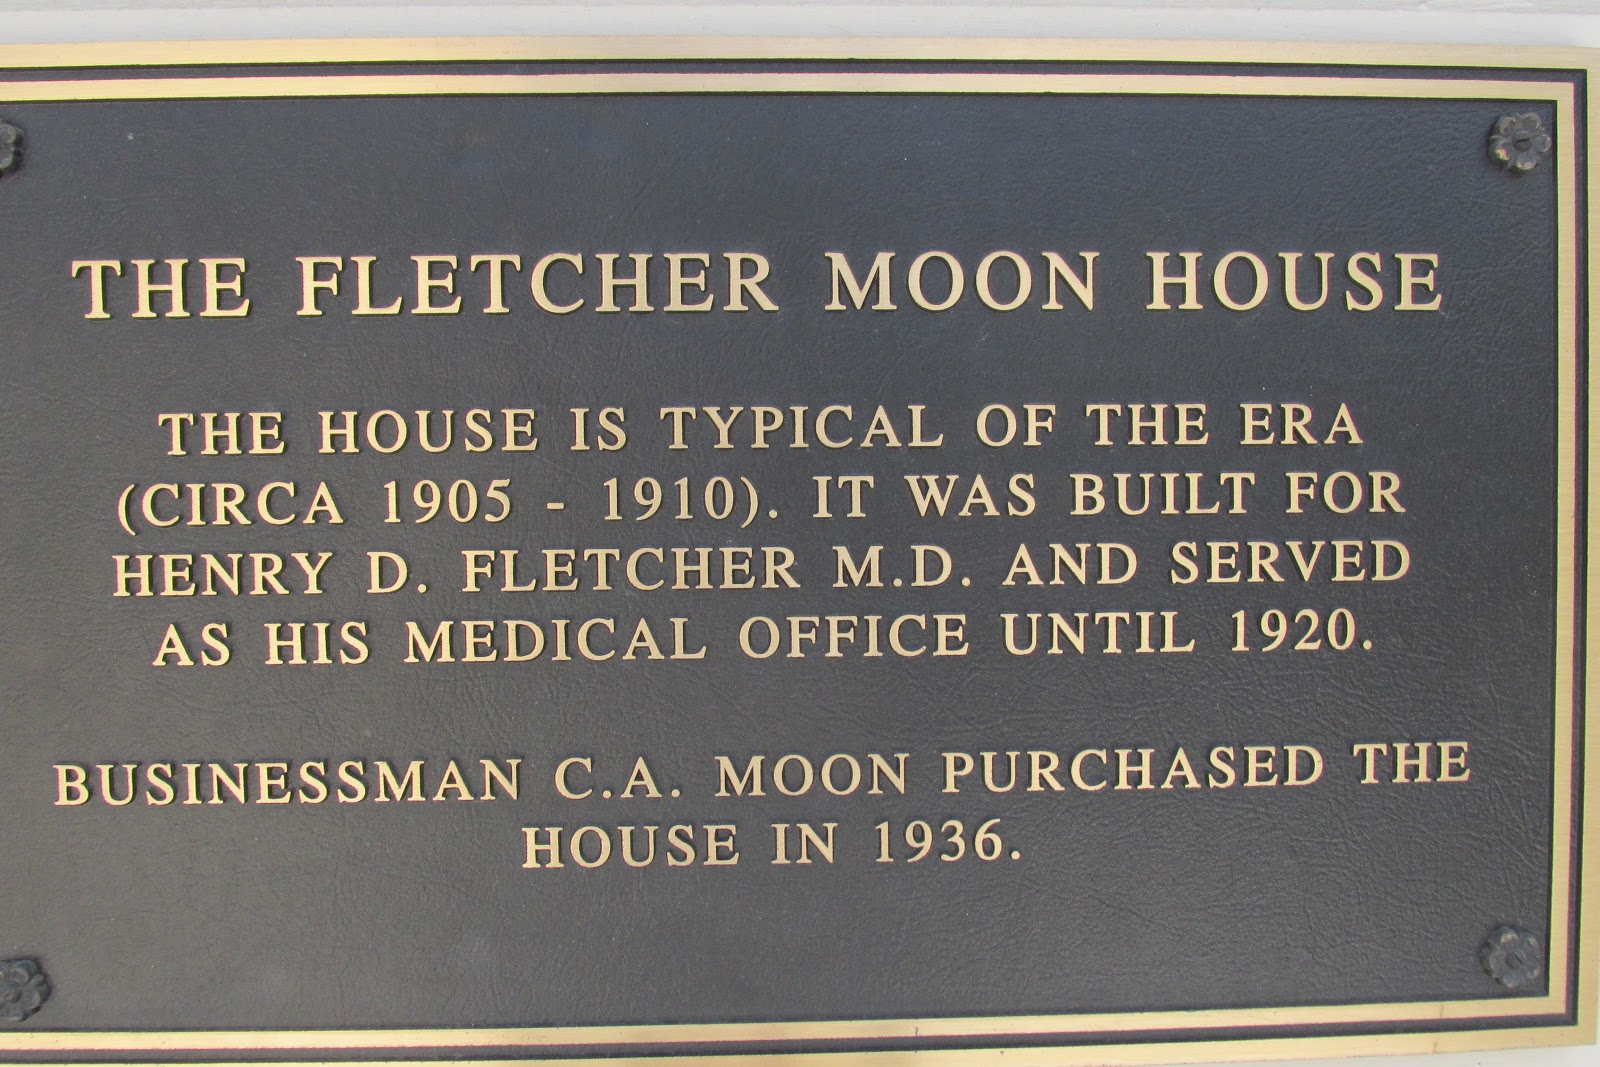 THE FLETCHER MOON HOUSE
THE HOUSE IS TYPICAL OF THE ERA
(CIRCA 1905 - 1910). IT WAS BUILT FOR
HENRY D. FLETCHER M.D. AND SERVED
AS HIS MEDICAL OFFICE UNTIL 1920.
BUSINESSMAN C.A. MOON PURCHASED THE
HOUSE IN 1936.